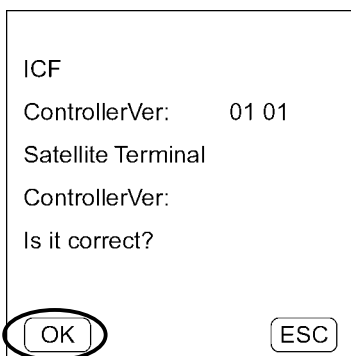 ICF
ControllerVer: 01 01
Satellite Terminal
ControllerVer:
Is it correct?
OK ESC